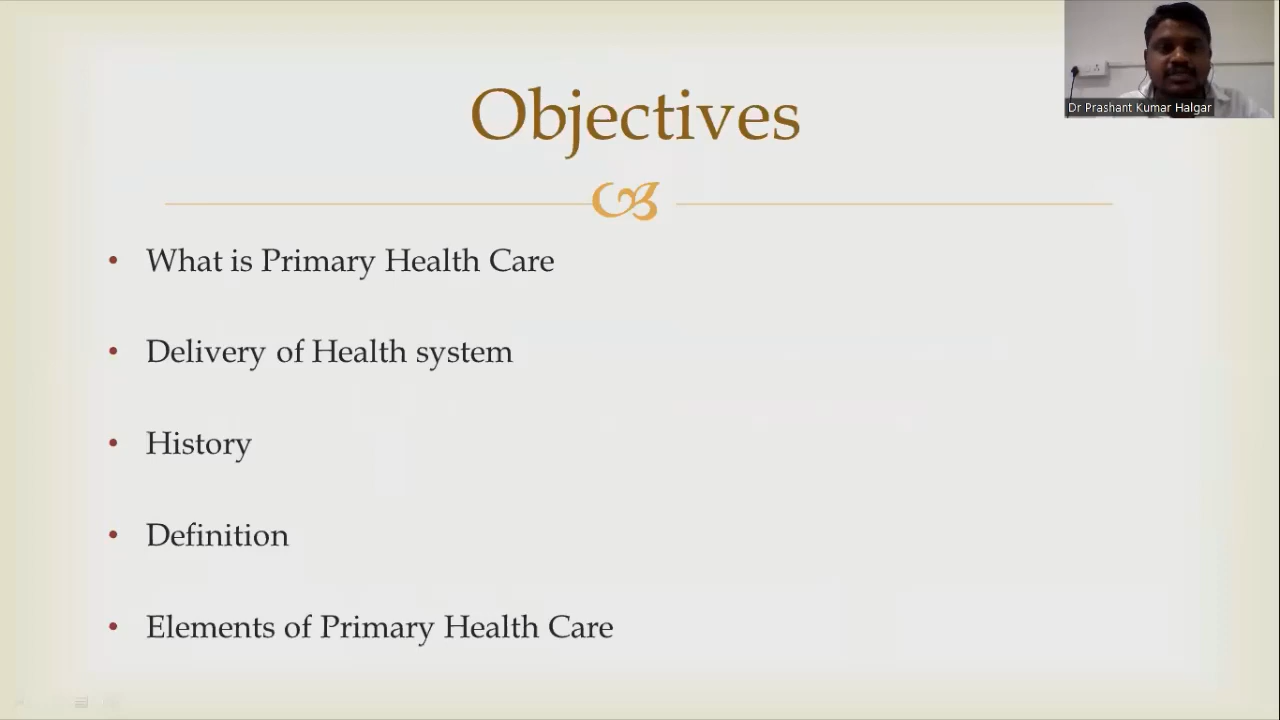 Dr Prashant Kumar Halgar
Objectives
• What is Primary Health Care
• Delivery of Health system
• History
• Definition
• Elements of Primary Health Care